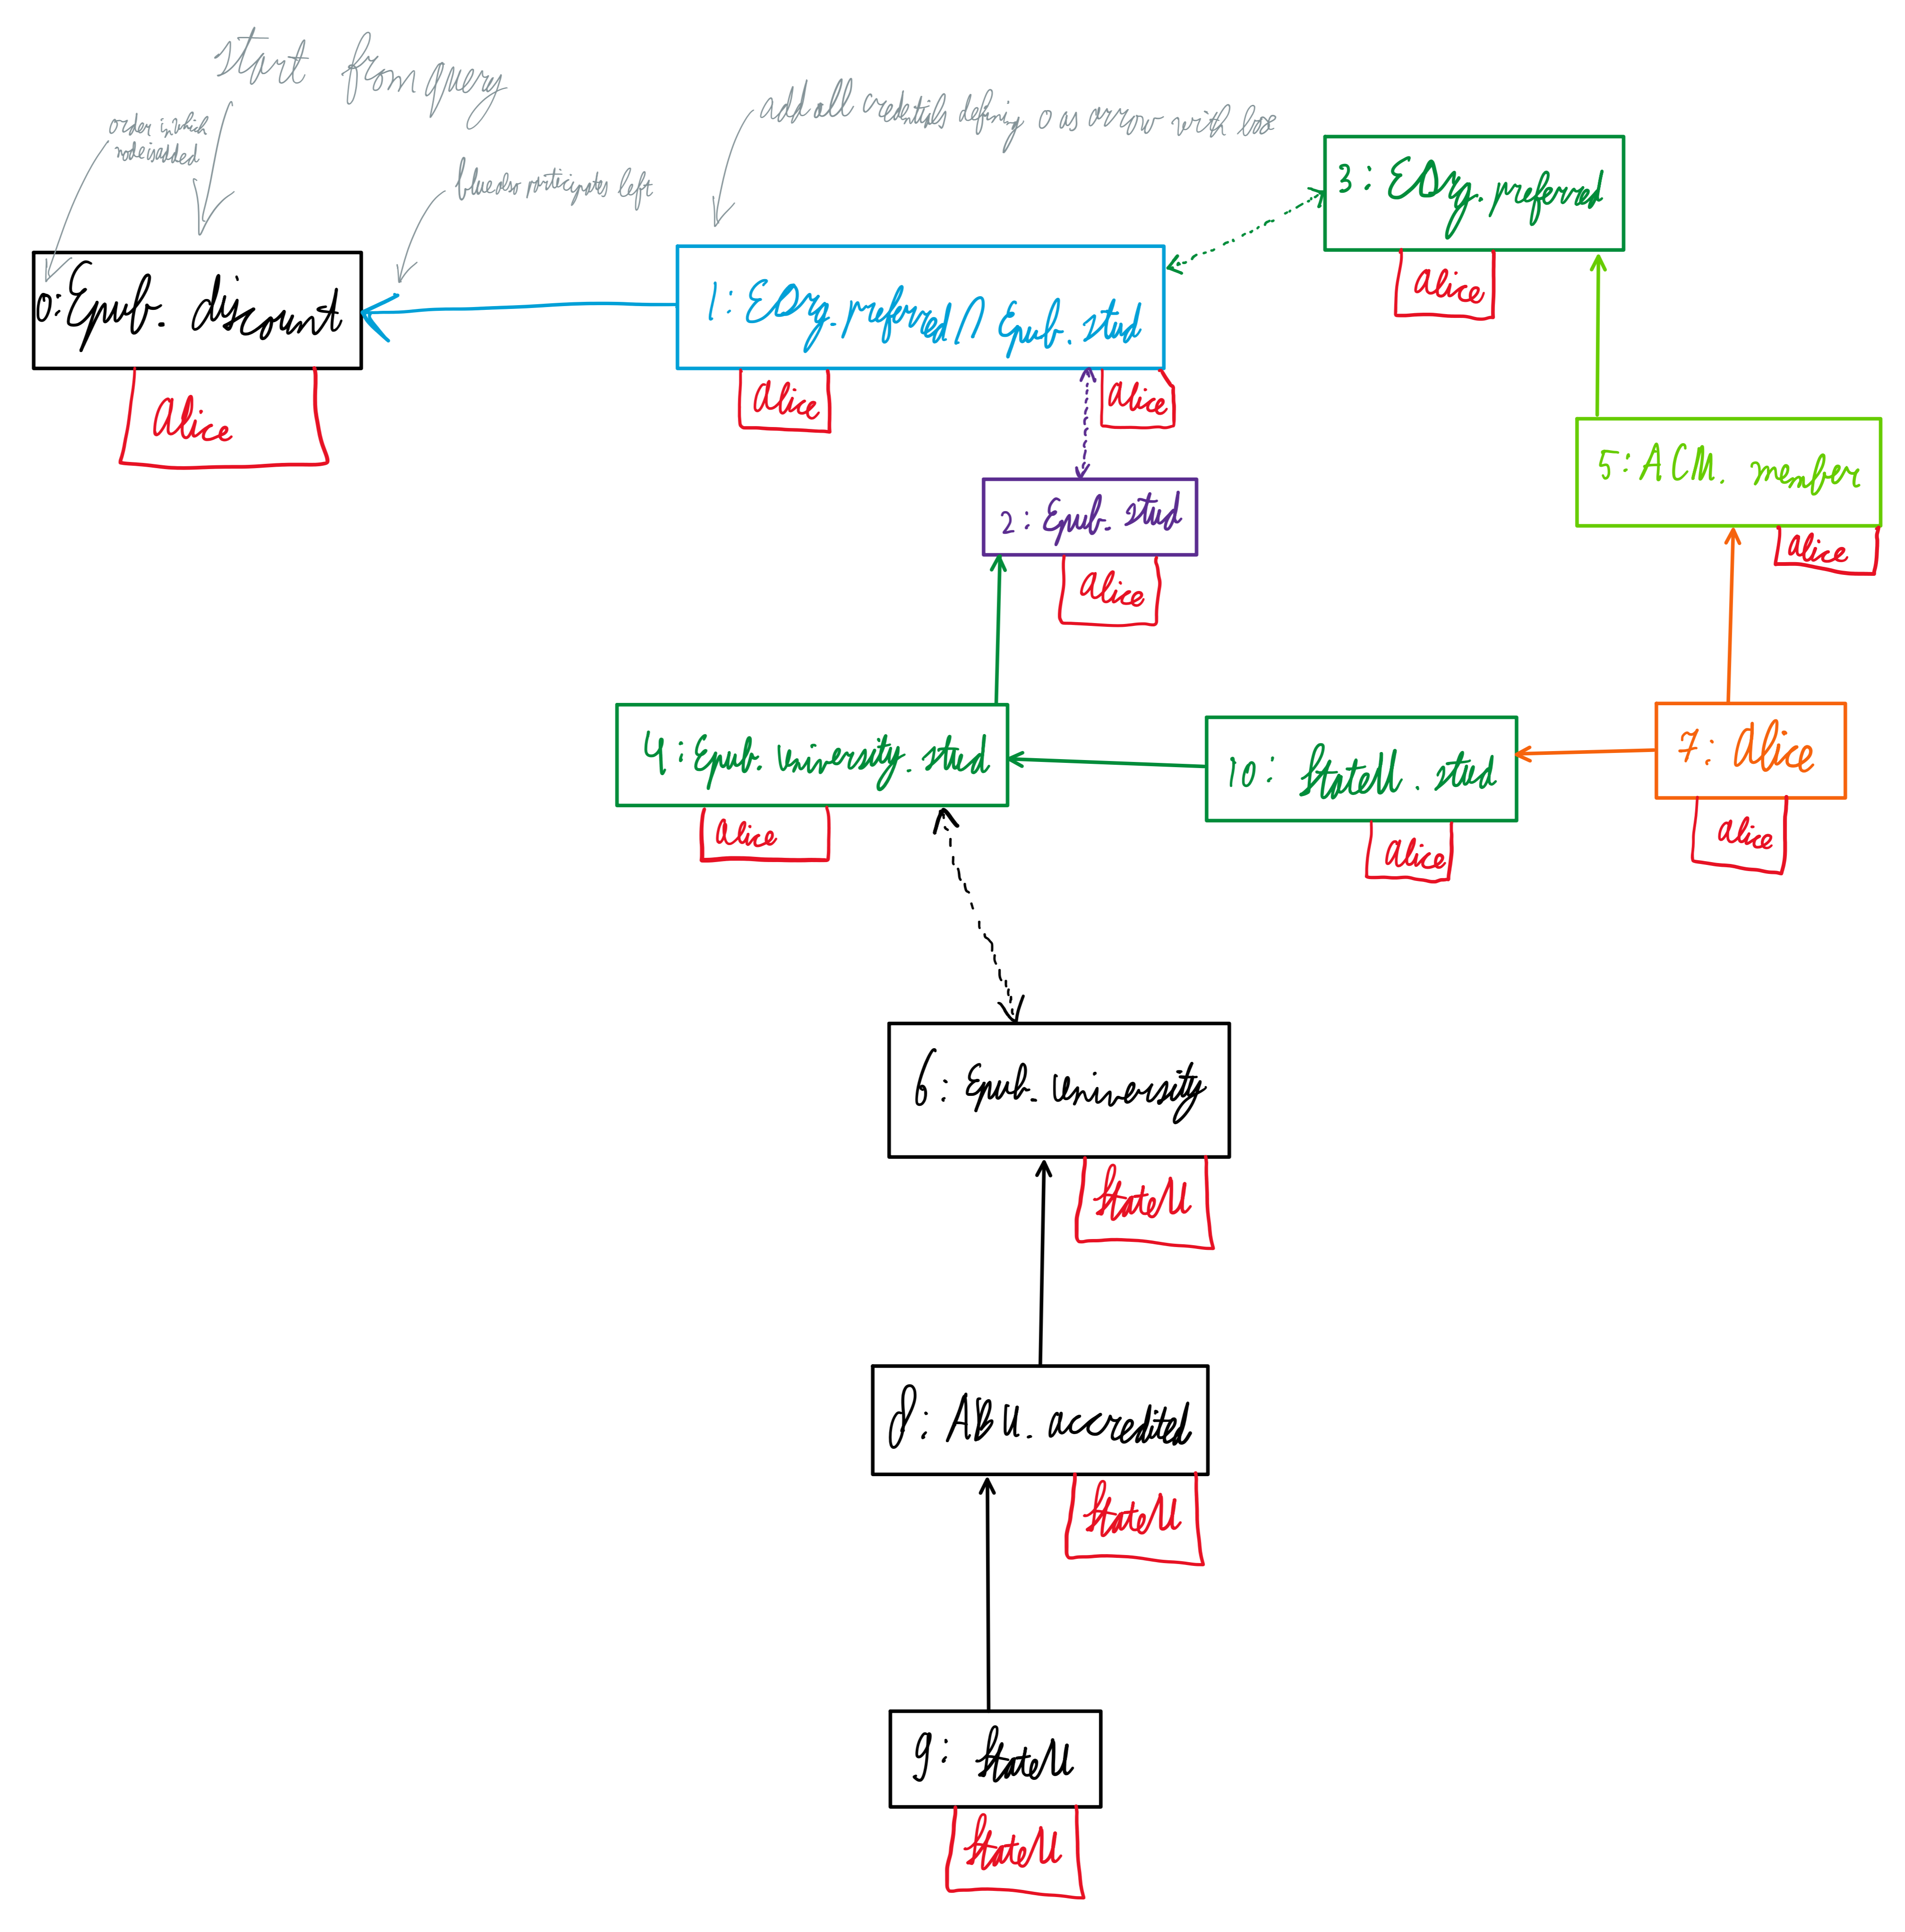 start from query
order in which
node is added
blue also participates left
add all credentials defining 0 as arrow with box
3: EOrg. preferred
Alice
0: Epub. discount
1: EOrg. preferred ∩ Epub. stud
Alice
Alice
Alice
5: ACM. member
Alice
2: Epub. stud
Alice
4: Epub. university. stud
10: StateU. stud
7: Alice
Alice
Alice
Alice
6: Epub. university
StateU
8: ABU. accredited
StateU
9: StateU
StateU